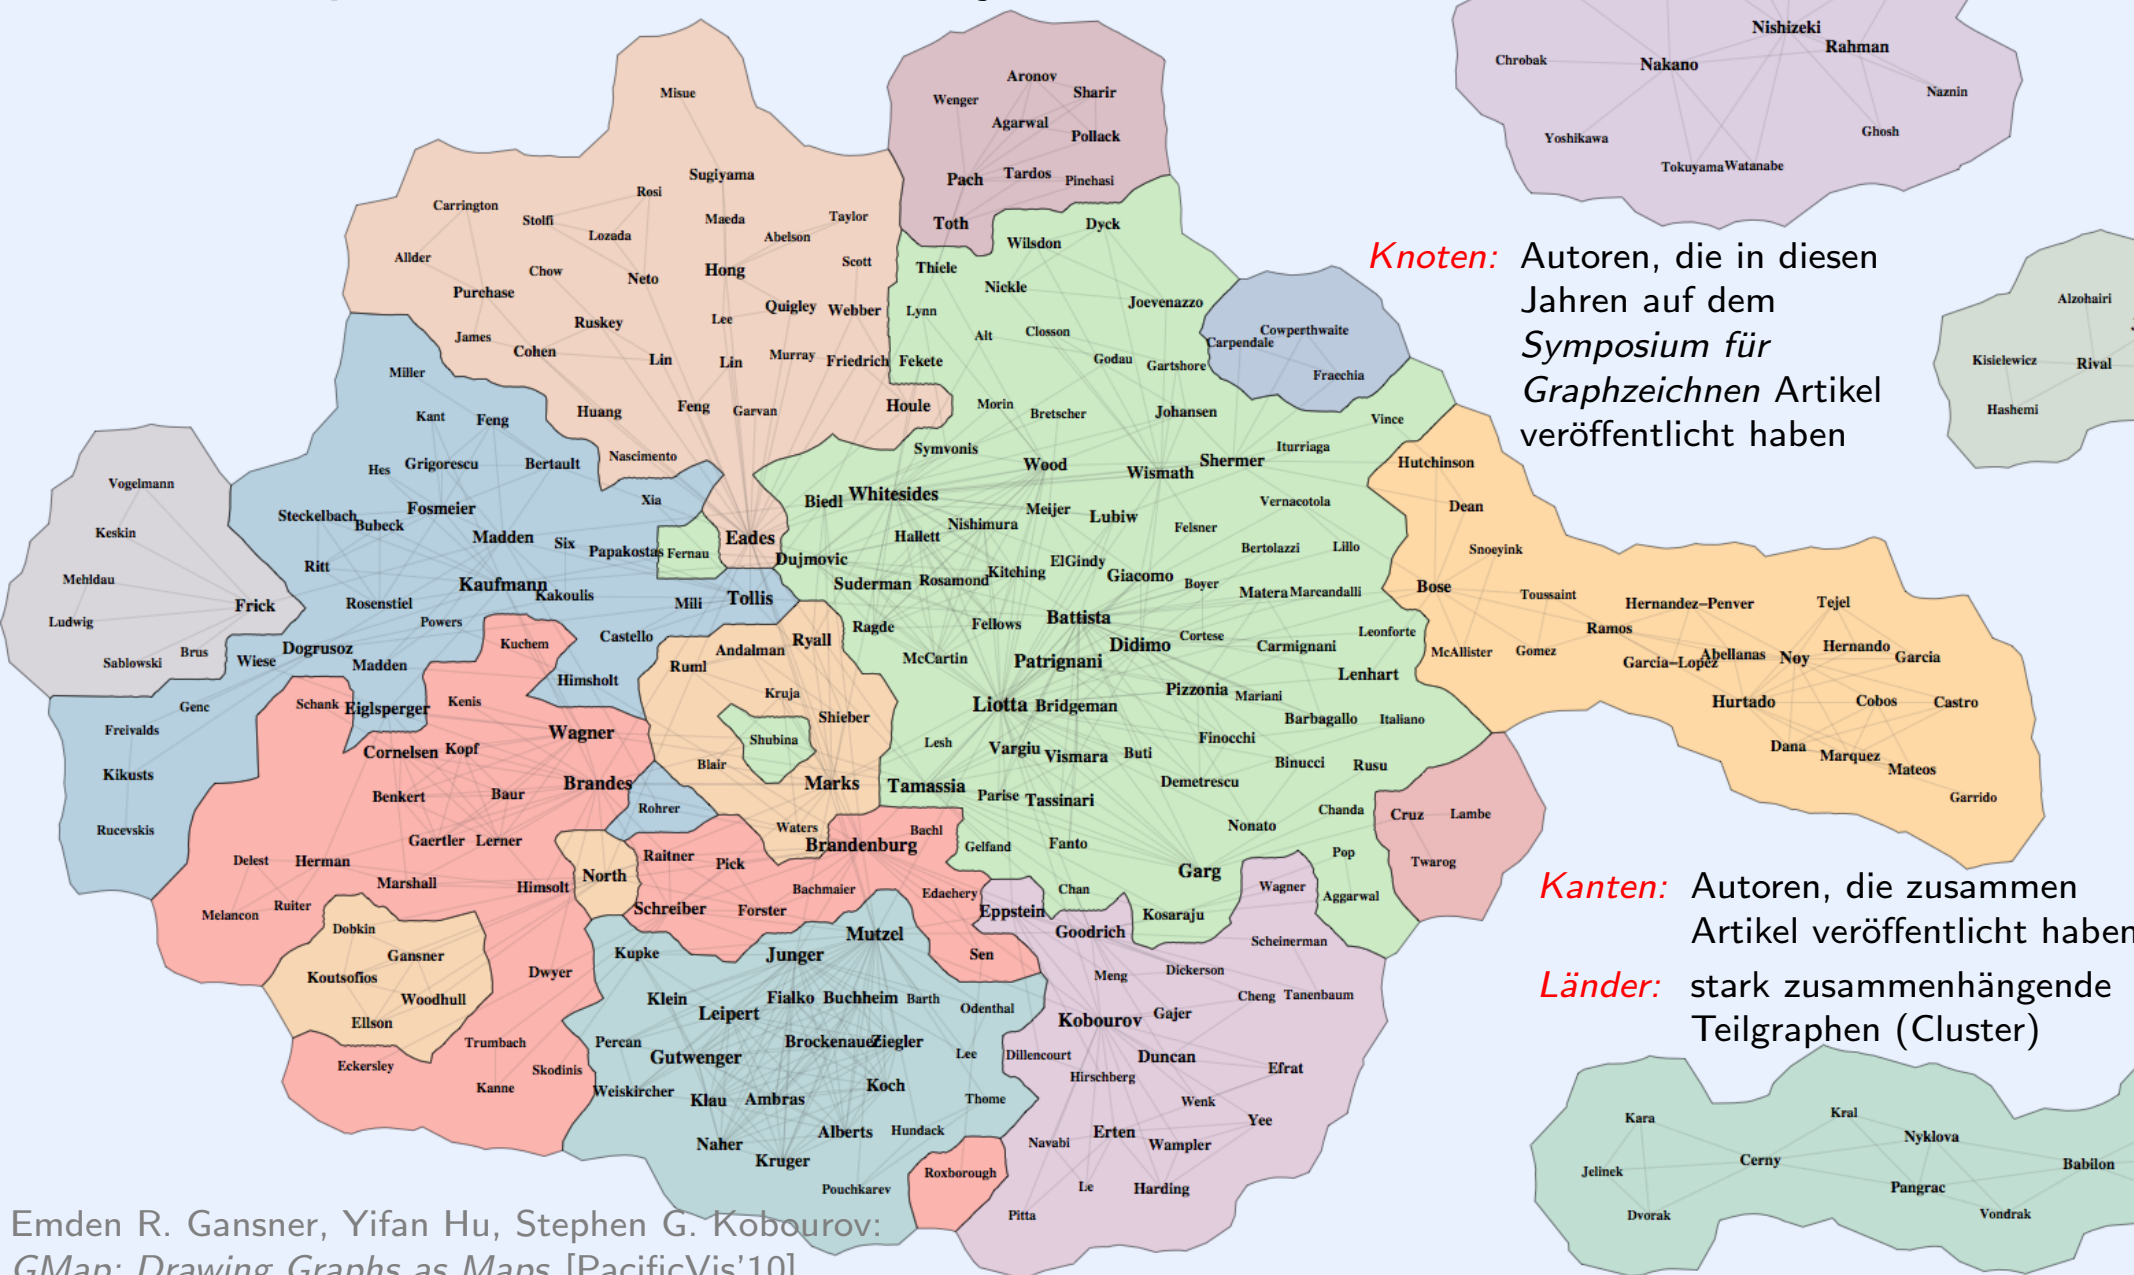 Misue
Sugiyama
Rosi
Carrington
Stolfi
Maeda
Taylor
Lozada
Abelson
Allder
Chow
Neto
Hong
Scott
Purchase
Quigley
Webber
Ruskey
Lee
James
Cohen
Lin
Lin
Murray
Friedrich
Huang
Feng
Garvan
Houle
Nascimento
Eades
Aronov
Wenger
Sharir
Agarwal
Pollack
Pach
Tardos
Pinchasi
Toth
Nishizeki
Rahman
Chrobak
Nakano
Naznin
Yoshikawa
Ghosh
Tokuyama
Watanabe
Knoten: Autoren, die in diesen
Jahren auf dem
Symposium für
Graphzeichnen Artikel
veröffentlicht haben
Alzohairi
Kisielewicz
Rival
Hashemi
Cowperthwaite
Carpendale
Fracchia
Dyck
Wilsdon
Thiele
Nickle
Joevenazzo
Lynn
Alt
Closson
Fekete
Godau
Gartshore
Morin
Bretscher
Johansen
Vince
Symvonis
Iturriaga
Wood
Wismath
Shermer
Biedl
Whitesides
Vernacotola
Meijer
Lubiw
Nishimura
Felsner
Hallett
Bertolazzi
Lillo
Fernau
Dujmovic
ElGindy
Kitching
Giacomo
Suderman
Rosamond
Boyer
Matera
Marcandalli
Battista
Ragde
Fellows
Didimo
Cortese
Leonforte
Carmignani
McCartin
Patrignani
Lenhart
Pizzonia
Mariani
Liotta
Bridgeman
Barbagallo
Italiano
Shubina
Lesh
Vargiu
Vismara
Buti
Finocchi
Binucci
Rusu
Tamassia
Parise
Tassinari
Demetrescu
Chanda
Nonato
Gelfand
Fanto
Pop
Garg
Chan
Aggarwal
Kosaraju
Miller
Kant
Feng
Hes
Grigorescu
Bertault
Xia
Steckelbach
Bubeck
Fosmeier
Madden
Six
Papakostas
Ritt
Kaufmann
Kakoulis
Rosenstiel
Mili
Tollis
Powers
Castello
Dogrusoz
Wiese
Madden
Himsholt
Genc
Eiglsperger
Freivalds
Kikusts
Rucevskis
Rohrer
Vogelmann
Keskin
Mehldau
Frick
Ludwig
Brus
Sablowski
Kuchem
Schank
Kenis
Wagner
Cornelsen
Kopf
Brandes
Benkert
Baur
Gaertler
Lerner
Delest
Herman
Marshall
Himsolt
Melancon
Ruiter
Dwyer
Trumbach
Eckersley
Skodinis
Kanne
Raitner
Pick
Brandenburg
Bachl
Bachmaier
Edachery
Schreiber
Forster
Sen
Roxborough
Andalman
Ryall
Ruml
Kruja
Shieber
Blair
Marks
Waters
North
Dobkin
Gansner
Koutsofios
Woodhull
Ellson
Hutchinson
Dean
Snoeyink
Bose
Toussaint
Hernandez–Penver
Tejel
Ramos
McAllister
Gomez
Garcia–Lopez
Abellanas
Noy
Hernando
Garcia
Hurtado
Cobos
Castro
Dana
Marquez
Mateos
Garrido
Cruz
Lambe
Twarog
Kanten: Autoren, die zusammen
Artikel veröffentlicht haben
Länder: stark zusammenhängende
Teilgraphen (Cluster)
Mutzel
Kupke
Junger
Klein
Fialko
Buchheim
Barth
Odenthal
Leipert
Percan
Ziegler
Lee
Gutwenger
Weiskircher
Koch
Klau
Ambras
Thome
Alberts
Hundack
Naher
Kruger
Pouchkarev
Eppstein
Wagner
Goodrich
Scheinerman
Meng
Dickerson
Cheng
Tanenbaum
Kobourov
Gajer
Dillencourt
Duncan
Hirschberg
Efrat
Wenk
Yee
Navabi
Erten
Wampler
Le
Harding
Pitta
Kara
Kral
Nyklova
Cerny
Babilon
Jelinek
Pangrac
Dvorak
Vondrak
Emden R. Gansner, Yifan Hu, Stephen G. Kobourov:
GMap: Drawing Graphs as Maps [PacificVis'10]